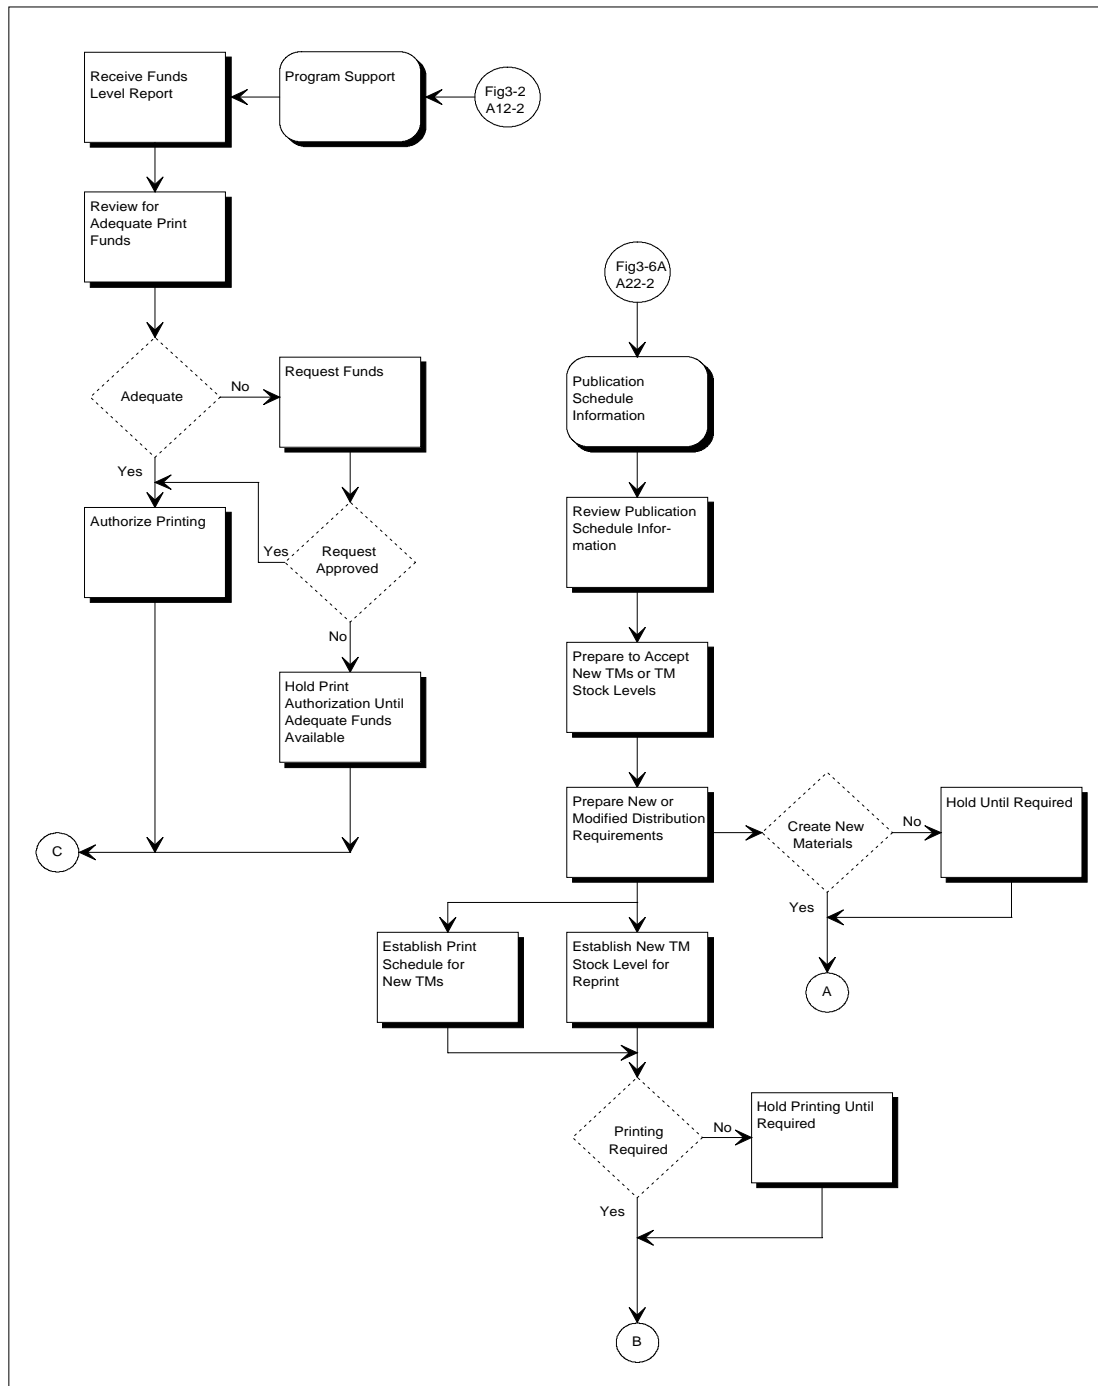 Receive Funds
Level Report
Program Support
Fig3-2
A12-2
Review for
Adequate Print
Funds
Fig3-6A
A22-2
Adequate
No
Request Funds
Publication
Schedule
Information
Yes
Authorize Printing
Yes
Request
Approved
Review Publication
Schedule Infor-
mation
No
Hold Print
Authorization Until
Adequate Funds
Available
Prepare to Accept
New TMs or TM
Stock Levels
C
Prepare New or
Modified Distribution
Requirements
Create New
Materials
No
Hold Until Required
Yes
A
Establish Print
Schedule for
New TMs
Establish New TM
Stock Level for
Reprint
Printing
Required
No
Hold Printing Until
Required
Yes
B